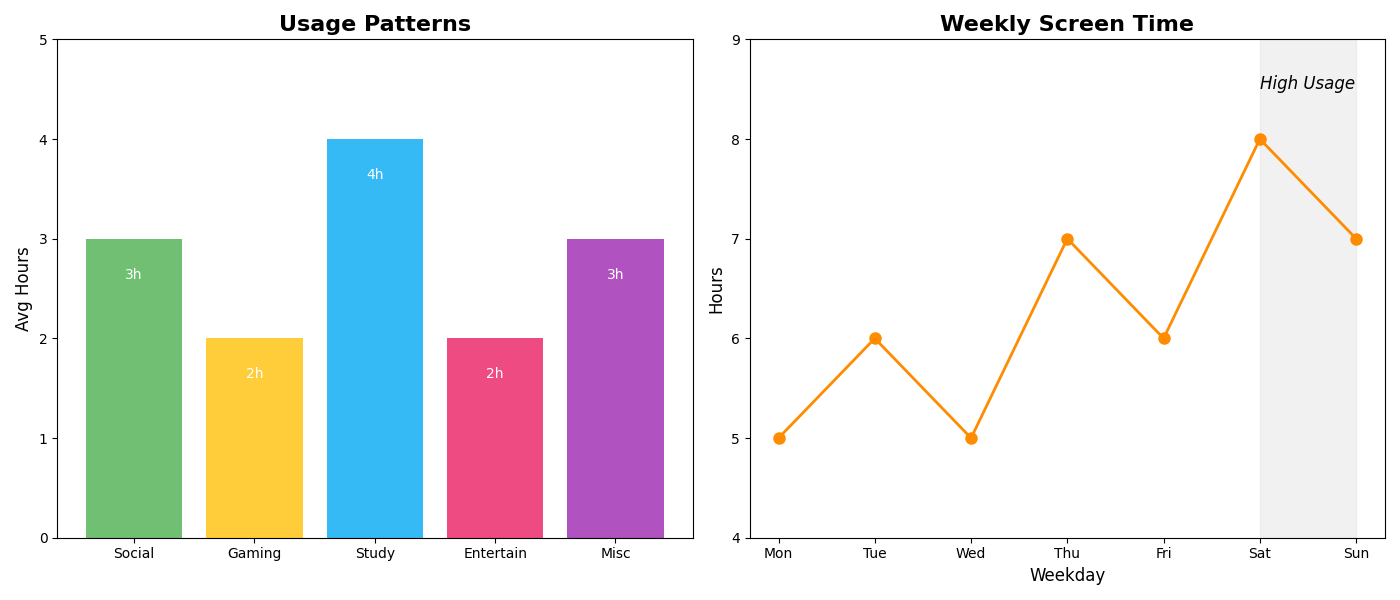 Usage Patterns
5
4
3
2
1
0
Avg Hours
3h
2h
4h
2h
3h
Social
Gaming
Study
Entertain
Misc
Weekly Screen Time
9
8
7
6
5
4
Hours
High Usage
Mon
Tue
Wed
Thu
Fri
Sat
Sun
Weekday